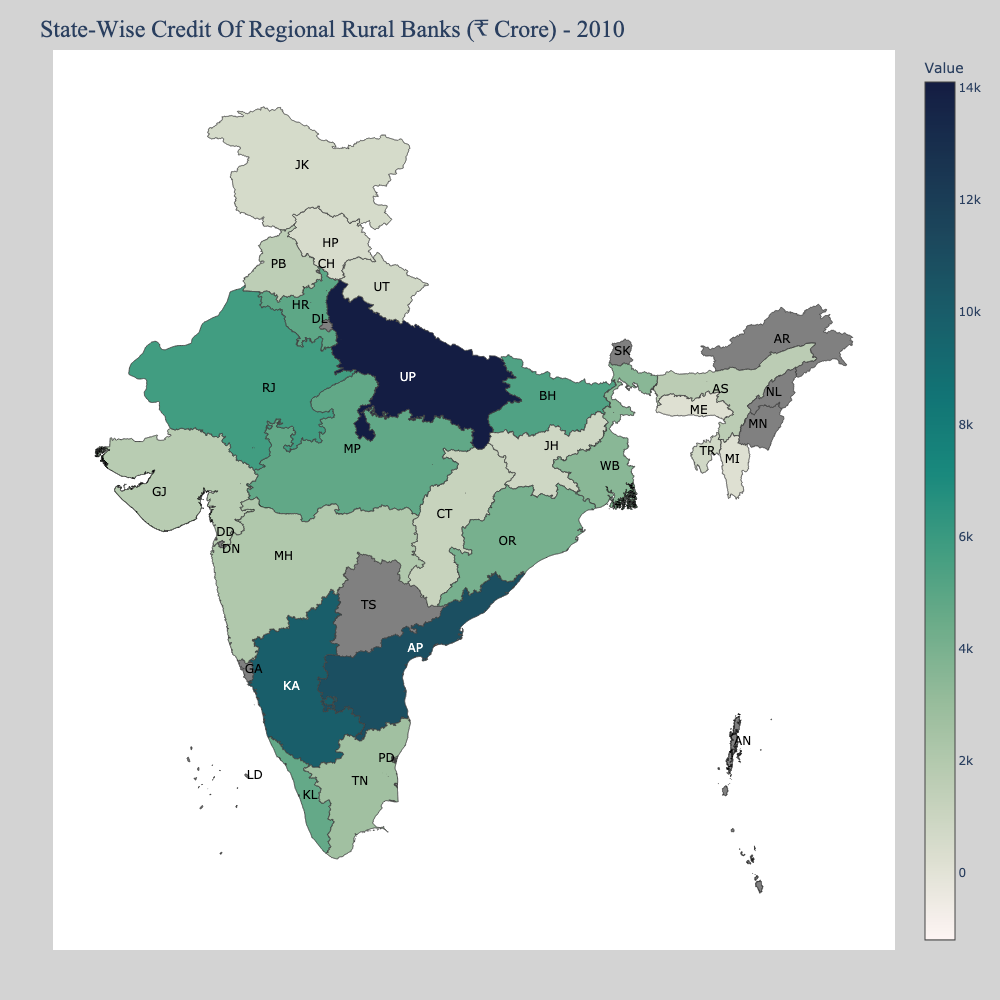 State-Wise Credit Of Regional Rural Banks (₹ Crore) - 2010
Value
14k
12k
10k
8k
6k
4k
2k
0
JK
HP
CH
PB
UT
HR
DL
RJ
UP
BH
SK
AR
AS
NL
ME
MN
TR
MI
MP
JH
WB
GJ
CT
OR
DD
DN
MH
TS
GA
KA
AP
LD
PD
TN
KL
AN